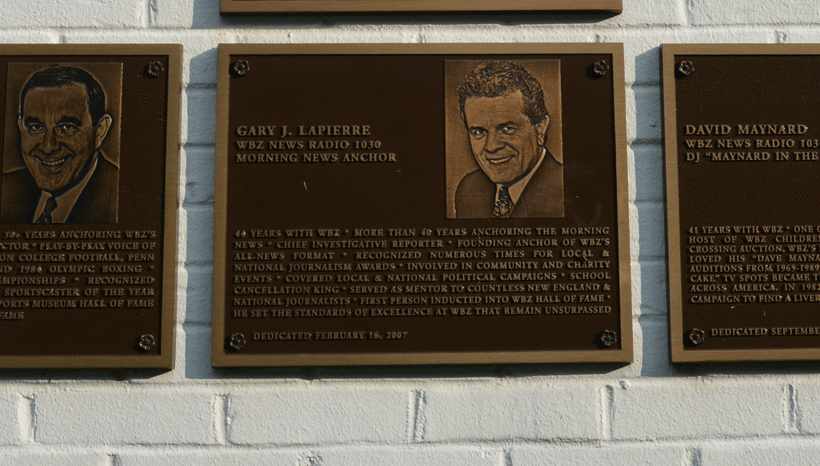 30+ YEARS ANCHORING WBZ'S
PLAY-BY-PLAY VOICE OF
COLLEGE FOOTBALL, PENN
1980 OLYMPIC BOXING *
* RECOGNIZED
SPORTSCASTER OF THE YEAR
SPORTS MUSEUM HALL OF FAME
FAME
GARY J. LAPIERRE
WBZ NEWS RADIO 1030
MORNING NEWS ANCHOR
40 YEARS WITH WBZ * MORE THAN 40 YEARS ANCHORING THE MORNING
NEWS * CHIEF INVESTIGATIVE REPORTER * FOUNDING ANCHOR OF WBZ'S
ALL-NEWS FORMAT * RECOGNIZED NUMEROUS TIMES FOR LOCAL &
NATIONAL JOURNALISM AWARDS * INVOLVED IN COMMUNITY AND CHARITY
EVENTS * COVERED LOCAL & NATIONAL POLITICAL CAMPAIGNS * SCHOOL
CANCELLATION KING * SERVED AS MENTOR TO COUNTLESS NEW ENGLAND &
NATIONAL JOURNALISTS * FIRST PERSON INDUCTED INTO WBZ HALL OF FAME *
HE SET THE STANDARDS OF EXCELLENCE AT WBZ THAT REMAIN UNSURPASSED
DEDICATED FEBRUARY 16, 2007
DAVID MAYNARD
WBZ NEWS RADIO 103
DJ "MAYNARD IN THE
41 YEARS WITH WBZ * ONE
HOST OF WBZ CHILDRE
CROSSING AUCTION, WBZ'S
LOVED HIS "DAVE MAYNA
AUDITIONS FROM 1965-1989
CAKE" TV SPOTS BECAME
ACROSS AMERICA. IN 1982
CAMPAIGN TO FIND A LIVER
DEDICATED SEPTEMBE